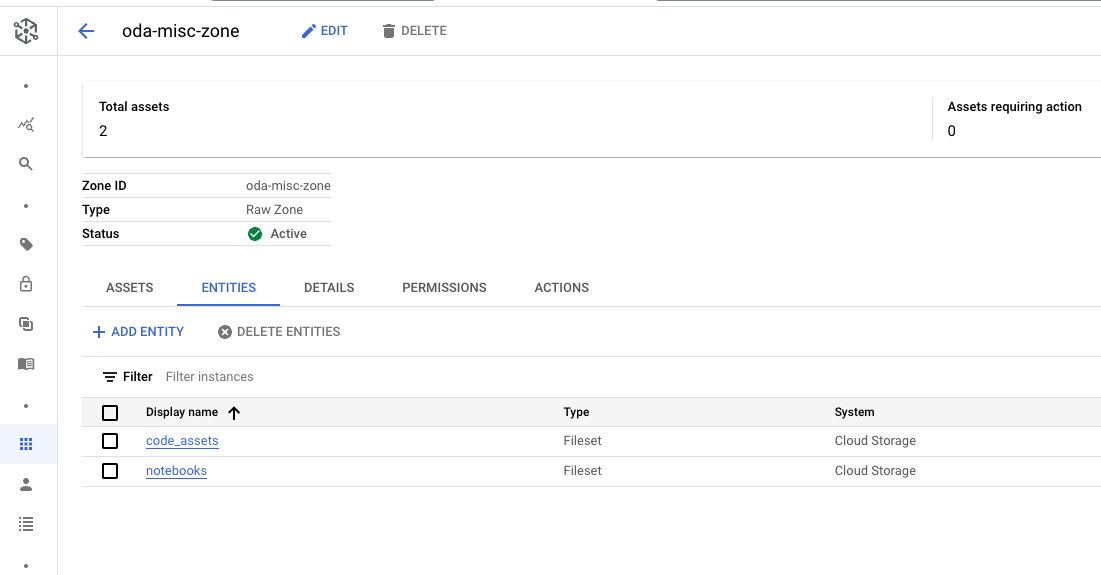 oda-misc-zone EDIT DELETE
Total assets Assets requiring action
2 0
Zone ID oda-misc-zone
Type Raw Zone
Status Active
ASSETS ENTITIES DETAILS PERMISSIONS ACTIONS
ADD ENTITY DELETE ENTITIES
Filter Filter instances
Display name Type System
code_assets Fileset Cloud Storage
notebooks Fileset Cloud Storage